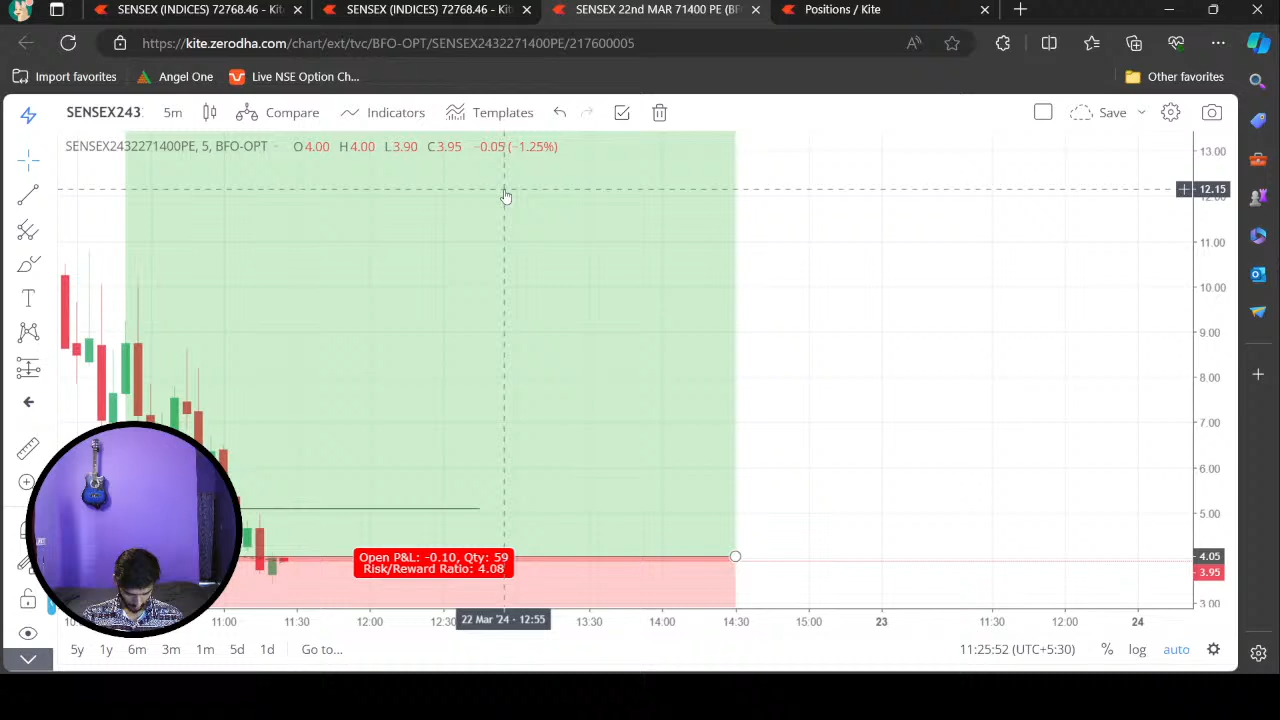 SENSEX (INDICES) 72768.46 - Kit
SENSEX (INDICES) 72768.46 - Kit
SENSEX 22nd MAR 71400 PE (BF
Positions / Kite
https://kite.zerodha.com/chart/ext/tvc/BFO-OPT/SENSEX2432271400PE/217600005
Import favorites
Angel One
Live NSE Option Ch...
Other favorites
SENSEX243
5m
Compare
Indicators
Templates
Save
SENSEX2432271400PE, 5, BFO-OPT
O4.00 H4.00 L3.90 C3.95 −0.05 (−1.25%)
13.00
12.15
12.00
11.00
10.00
9.00
8.00
7.00
6.00
5.00
4.05
3.95
3.00
Open P&L: -0.10, Qty: 59
Risk/Reward Ratio: 4.08
11:00
12:00
12:30
22 Mar '24 - 12:55
13:30
14:00
14:30
15:00
23
11:30
12:00
24
5y
1y
6m
3m
1m
5d
1d
Go to...
11:25:52 (UTC+5:30)
%
log
auto